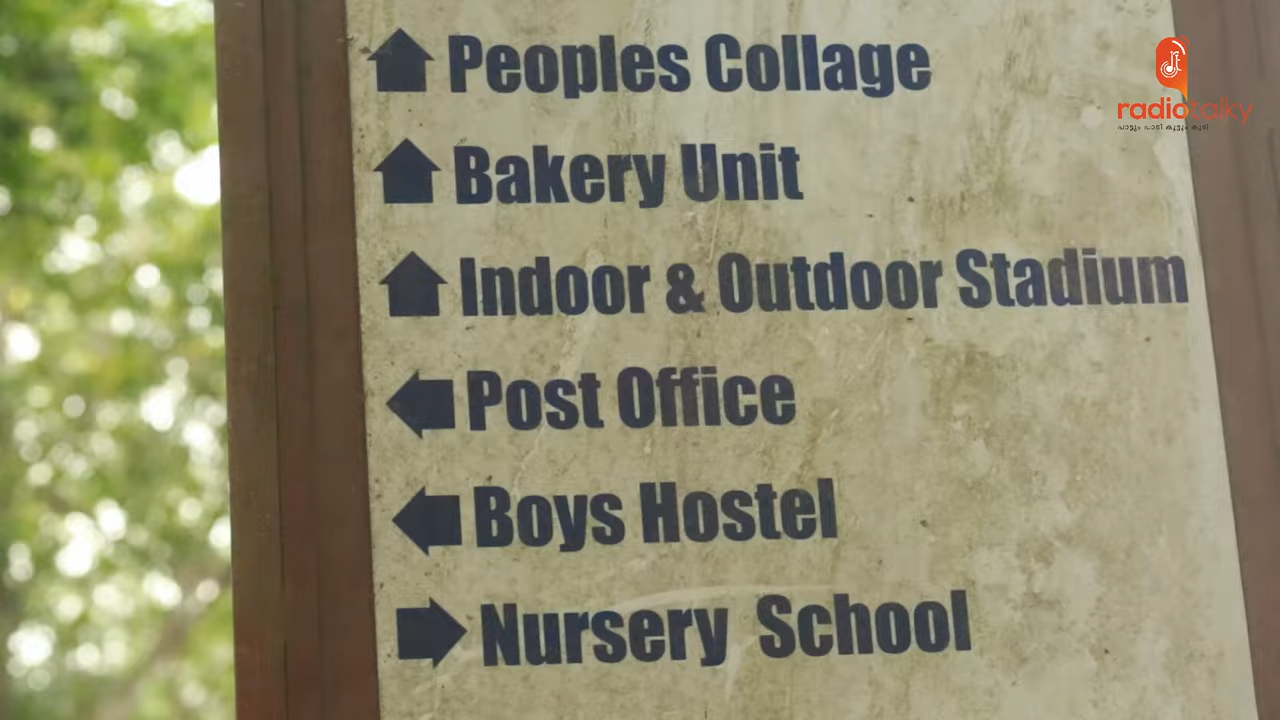 Peoples Collage
Bakery Unit
Indoor & Outdoor Stadium
Post Office
Boys Hostel
Nursery School
radiotalky
പാട്ടും പാടി കൂട്ടും കൂടി